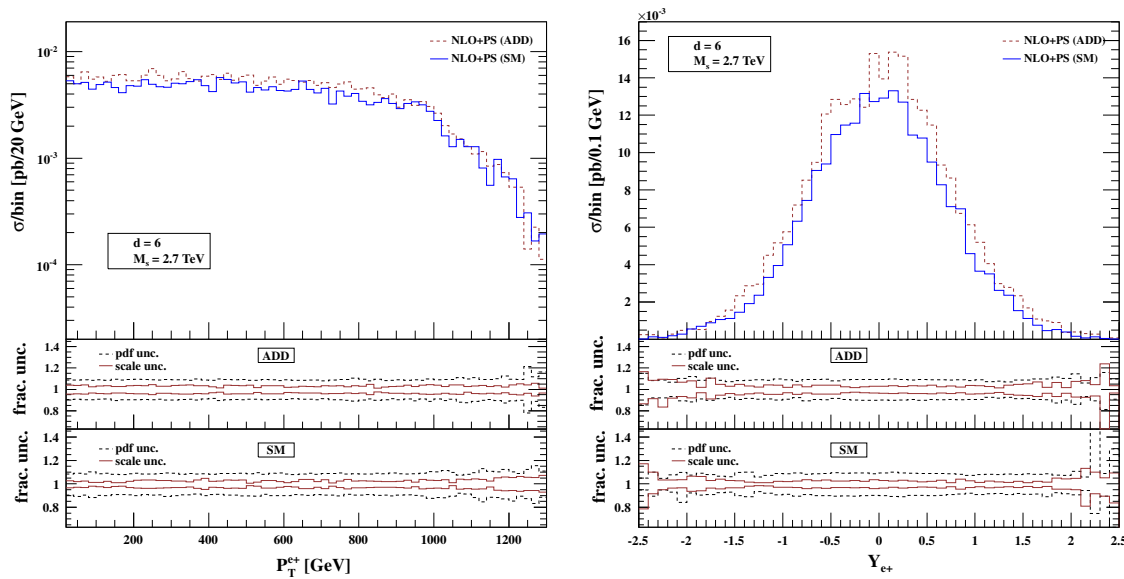 NLO+PS (ADD)
NLO+PS (SM)
d = 6
M_s = 2.7 TeV
σ/bin [pb/20 GeV]
10^-2
10^-3
10^-4
ADD
pdf unc.
scale unc.
frac. unc.
1.4
1.2
1
0.8
SM
pdf unc.
scale unc.
frac. unc.
1.4
1.2
1
0.8
200 400 600 800 1000 1200
P_T^e+ [GeV]
×10^-3
NLO+PS (ADD)
NLO+PS (SM)
d = 6
M_s = 2.7 TeV
σ/bin [pb/0.1 GeV]
16
14
12
10
8
6
4
2
ADD
pdf unc.
scale unc.
frac. unc.
1.4
1.2
1
0.8
SM
pdf unc.
scale unc.
frac. unc.
1.4
1.2
1
0.8
-2.5 -2 -1.5 -1 -0.5 0 0.5 1 1.5 2 2.5
Y_e+